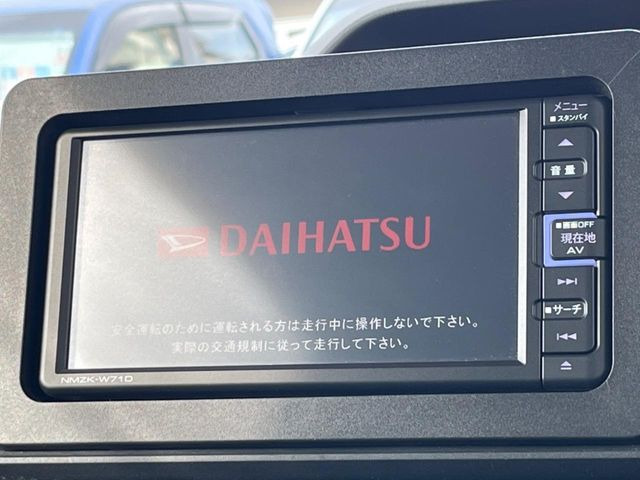 メニュー
■スタンバイ
音量
■画面OFF
現在地
AV
■サーチ
DAIHATSU
安全運転のために運転される方は走行中に操作しないで下さい。
実際の交通規制に従って走行して下さい。
NMZK-W71D